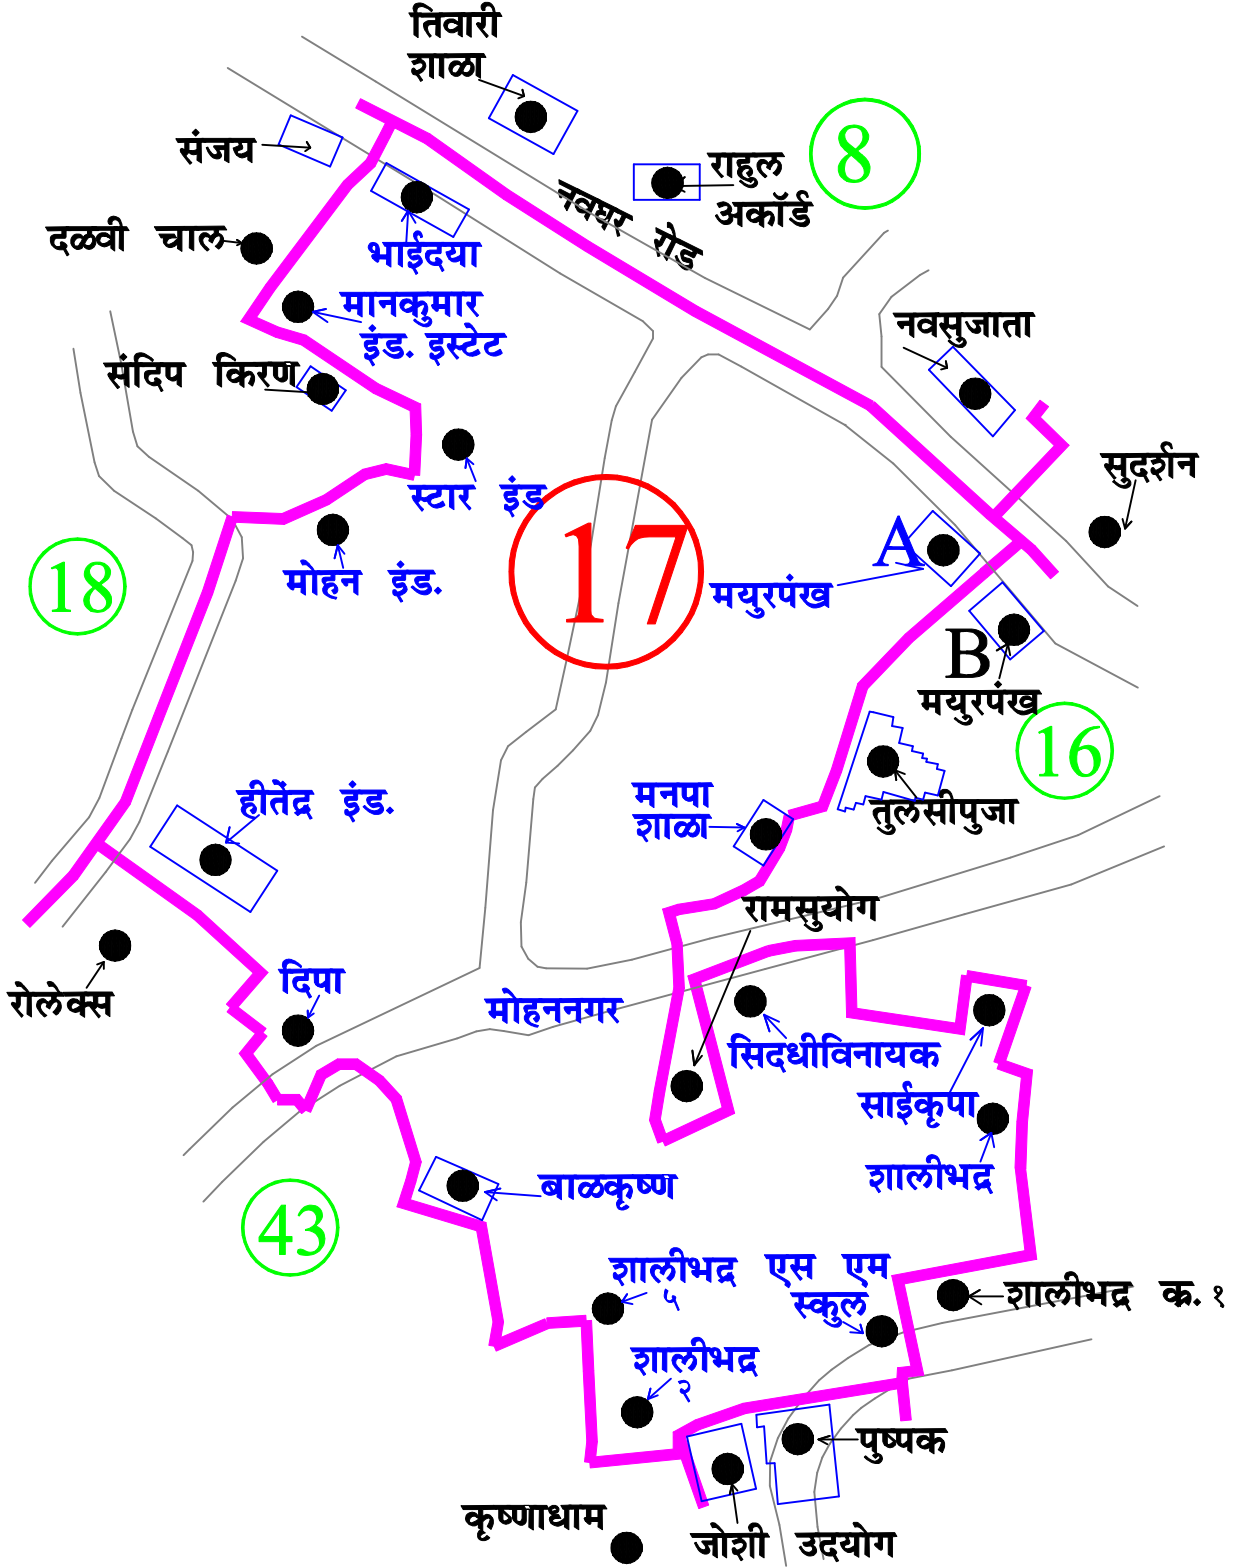 तिवारी
शाळा
संजय
8
राहुल
अकॉर्ड
नवघर रोड
दळवी चाल
भाईदया
मानकुमार
इंड. इस्टेट
नवसुजाता
संदिप किरण
सुदर्शन
स्टार इंड
17
A
मोहन इंड.
18
मयुरपंख
B
मयुरपंख
16
हीतेंद्र इंड.
मनपा
शाळा
तुलसीपुजा
रामसुयोग
दिपा
रोलेक्स
मोहननगर
सिदधीविनायक
साईकृपा
शालीभद्र
बाळकृष्ण
43
शालीभद्र
५
एस एम
स्कुल
शालीभद्र क्र. १
शालीभद्र
२
पुष्पक
कृष्णाधाम
जोशी उदयोग